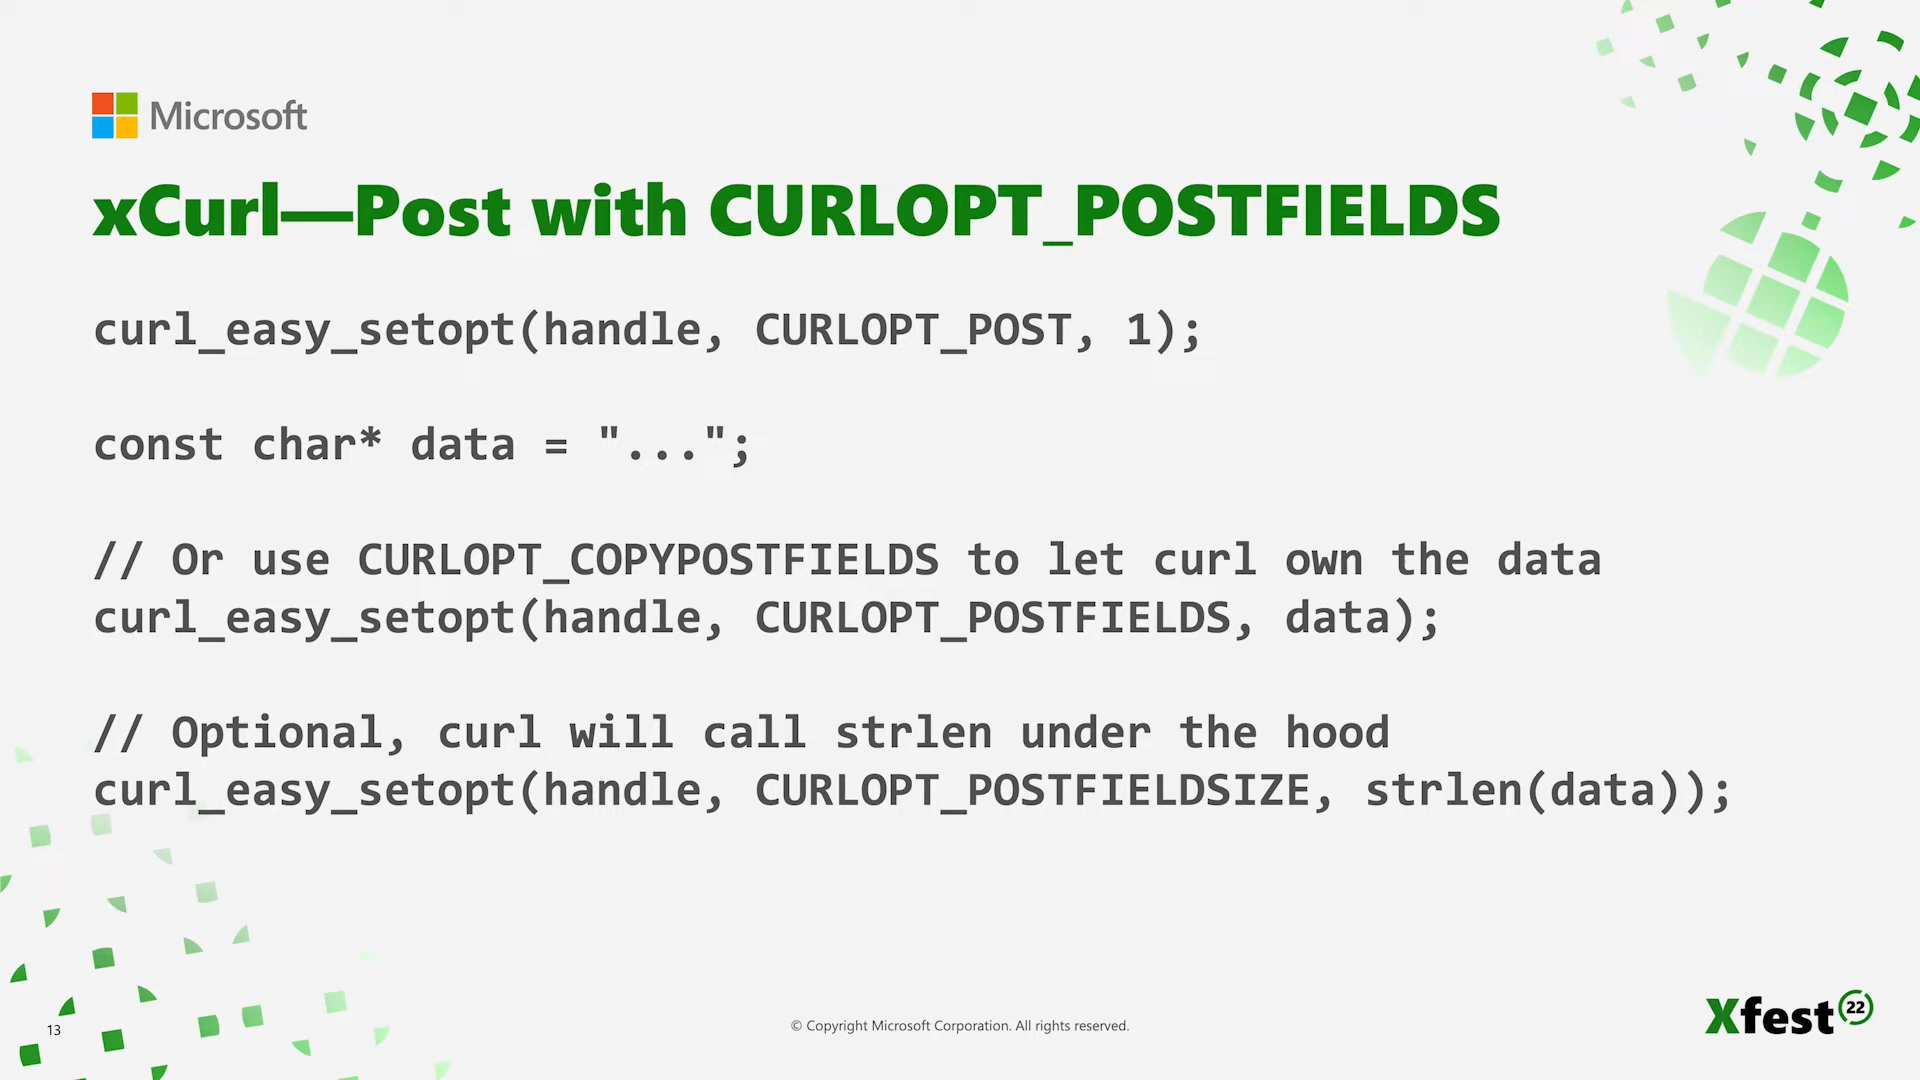 Microsoft
xCurl—Post with CURLOPT_POSTFIELDS
curl_easy_setopt(handle, CURLOPT_POST, 1);
const char* data = "...";
// Or use CURLOPT_COPYPOSTFIELDS to let curl own the data
curl_easy_setopt(handle, CURLOPT_POSTFIELDS, data);
// Optional, curl will call strlen under the hood
curl_easy_setopt(handle, CURLOPT_POSTFIELDSIZE, strlen(data));
13
© Copyright Microsoft Corporation. All rights reserved.
Xfest 22